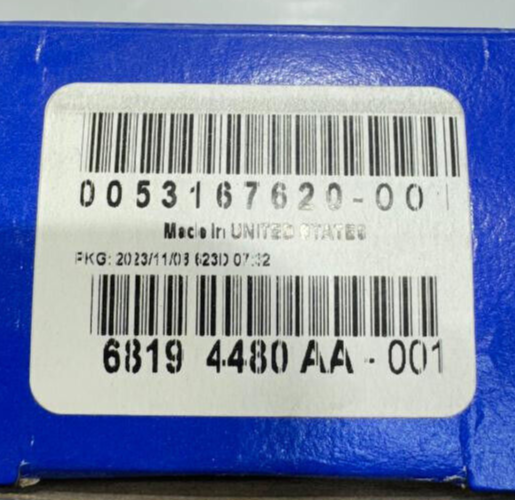 0053167620-001
Made in UNITED STATES
PKG: 2023/11/08 623D 07:32
6819 4480 AA - 001